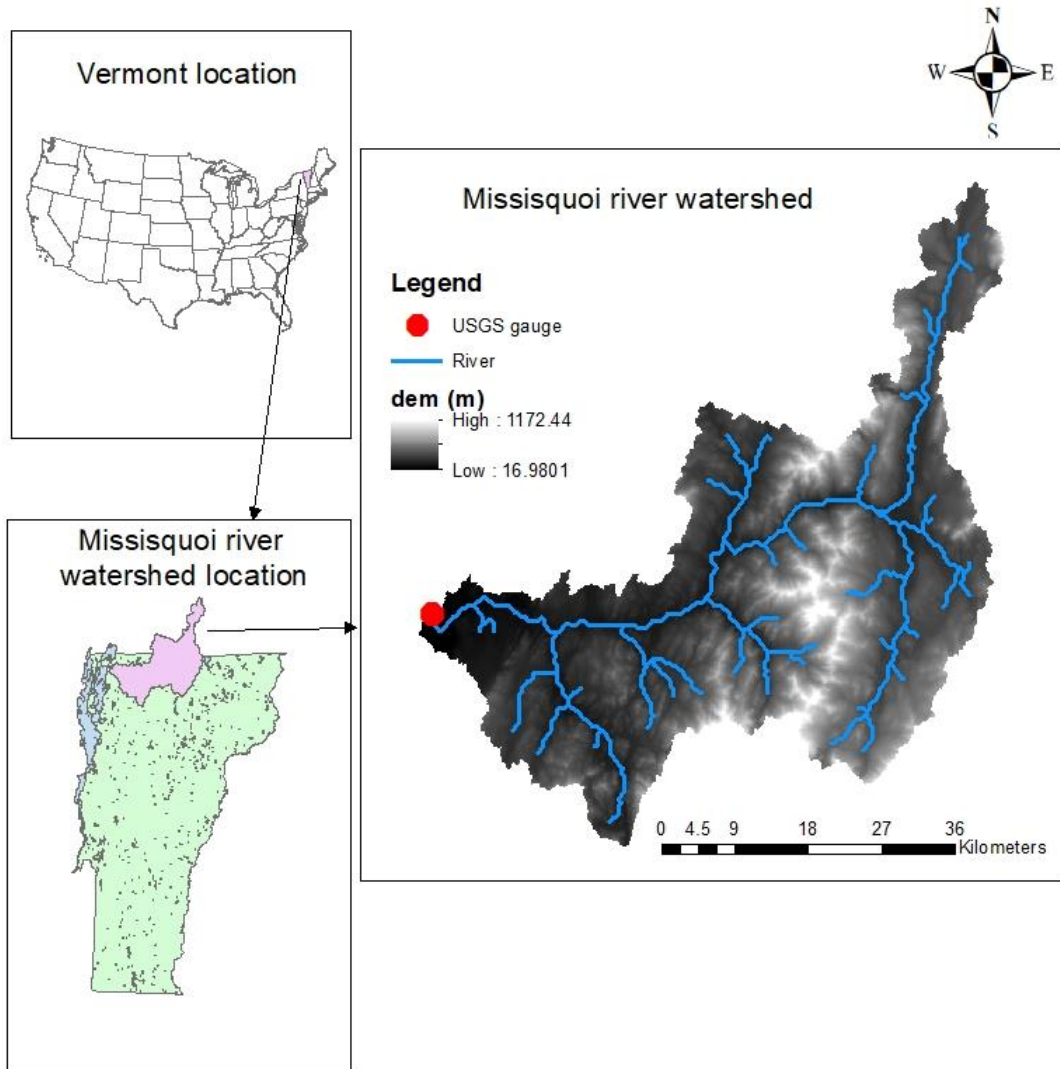 Vermont location
N
W
E
S
Missisquoi river watershed
Legend
USGS gauge
River
dem (m)
High : 1172.44
Low : 16.9801
Missisquoi river
watershed location
0 4.5 9 18 27 36
Kilometers